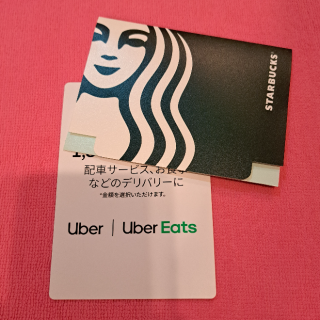 STARBUCKS
配車サービス、お食事
などのデリバリーに
*金額を選択いただけます。
Uber | Uber Eats